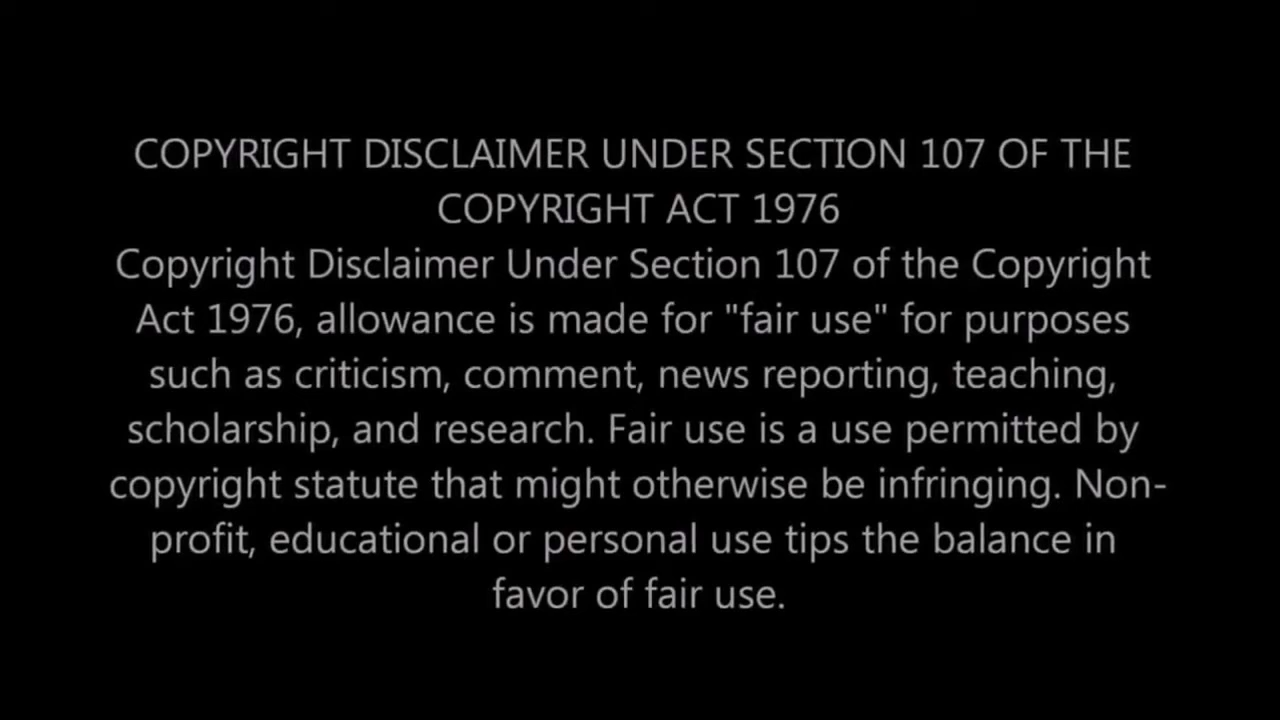 COPYRIGHT DISCLAIMER UNDER SECTION 107 OF THE
COPYRIGHT ACT 1976
Copyright Disclaimer Under Section 107 of the Copyright
Act 1976, allowance is made for "fair use" for purposes
such as criticism, comment, news reporting, teaching,
scholarship, and research. Fair use is a use permitted by
copyright statute that might otherwise be infringing. Non-
profit, educational or personal use tips the balance in
favor of fair use.